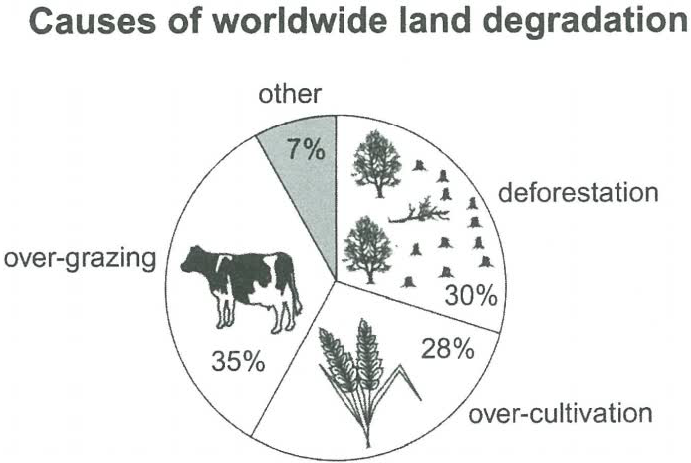 Causes of worldwide land degradation
other
7%
deforestation
30%
over-grazing
35%
28%
over-cultivation